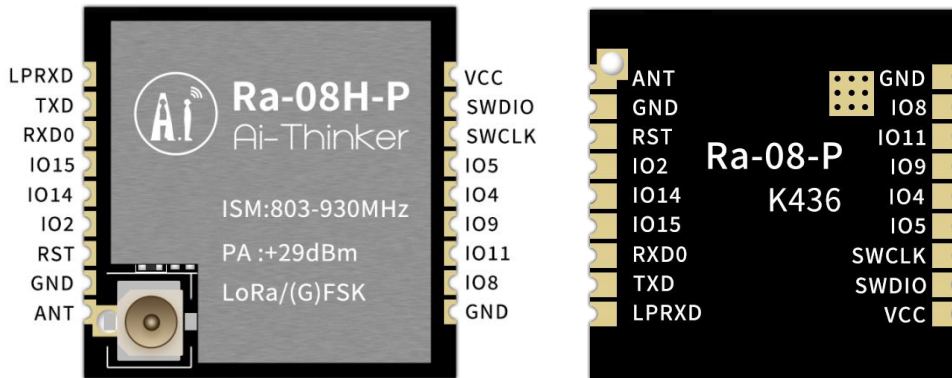 LPRXD
TXD
RXD0
IO15
IO14
IO2
RST
GND
ANT
A.i
Ra-08H-P
Ai-Thinker
ISM:803-930MHz
PA :+29dBm
LoRa/(G)FSK
VCC
SWDIO
SWCLK
IO5
IO4
IO9
IO11
IO8
GND
ANT
GND
RST
IO2
IO14
IO15
RXD0
TXD
LPRXD
Ra-08-P
K436
GND
IO8
IO11
IO9
IO4
IO5
SWCLK
SWDIO
VCC